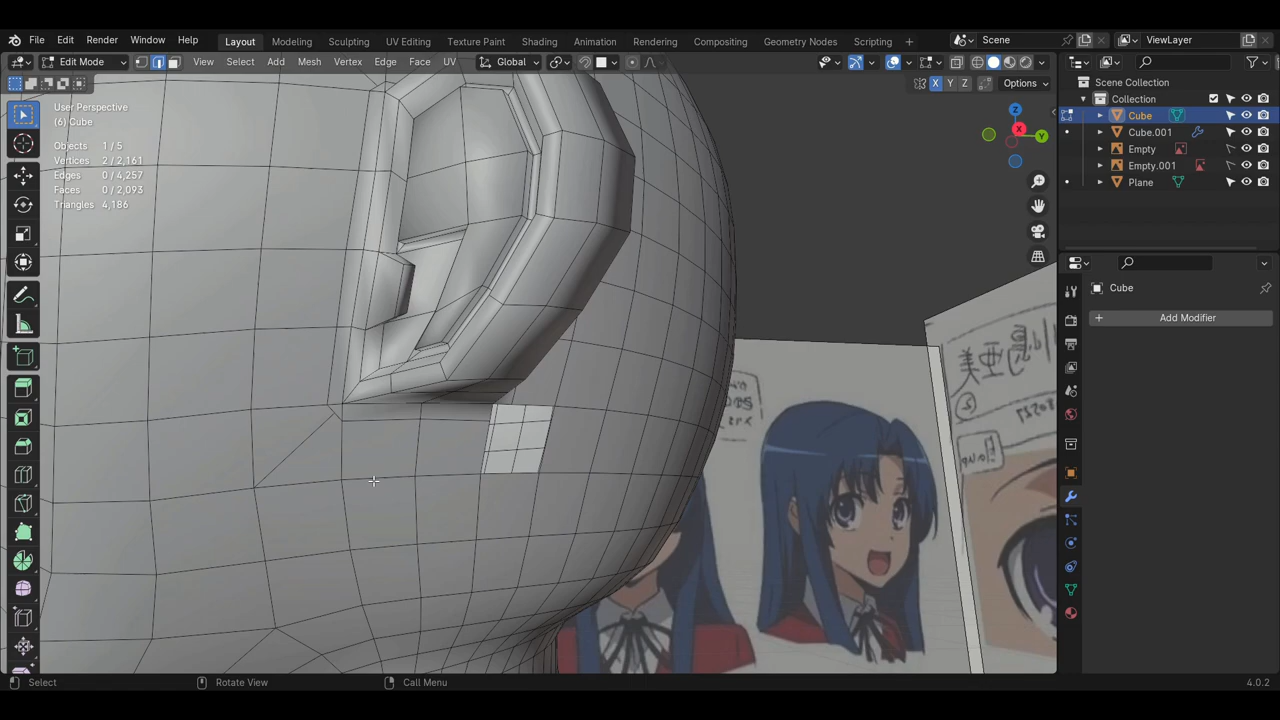 File Edit Render Window Help Layout Modeling Sculpting UV Editing Texture Paint Shading Animation Rendering Compositing Geometry Nodes Scripting + Scene ViewLayer
Edit Mode View Select Add Mesh Vertex Edge Face UV Global
X Y Z Options
User Perspective
(6) Cube
Objects 1/5
Vertices 2/2,161
Edges 0/4,257
Faces 0/2,093
Triangles 4,186
Z
X
Y
Scene Collection
Collection
Cube
Cube.001
Empty
Empty.001
Plane
Cube
Add Modifier
Select
Rotate View
Call Menu
4.0.2